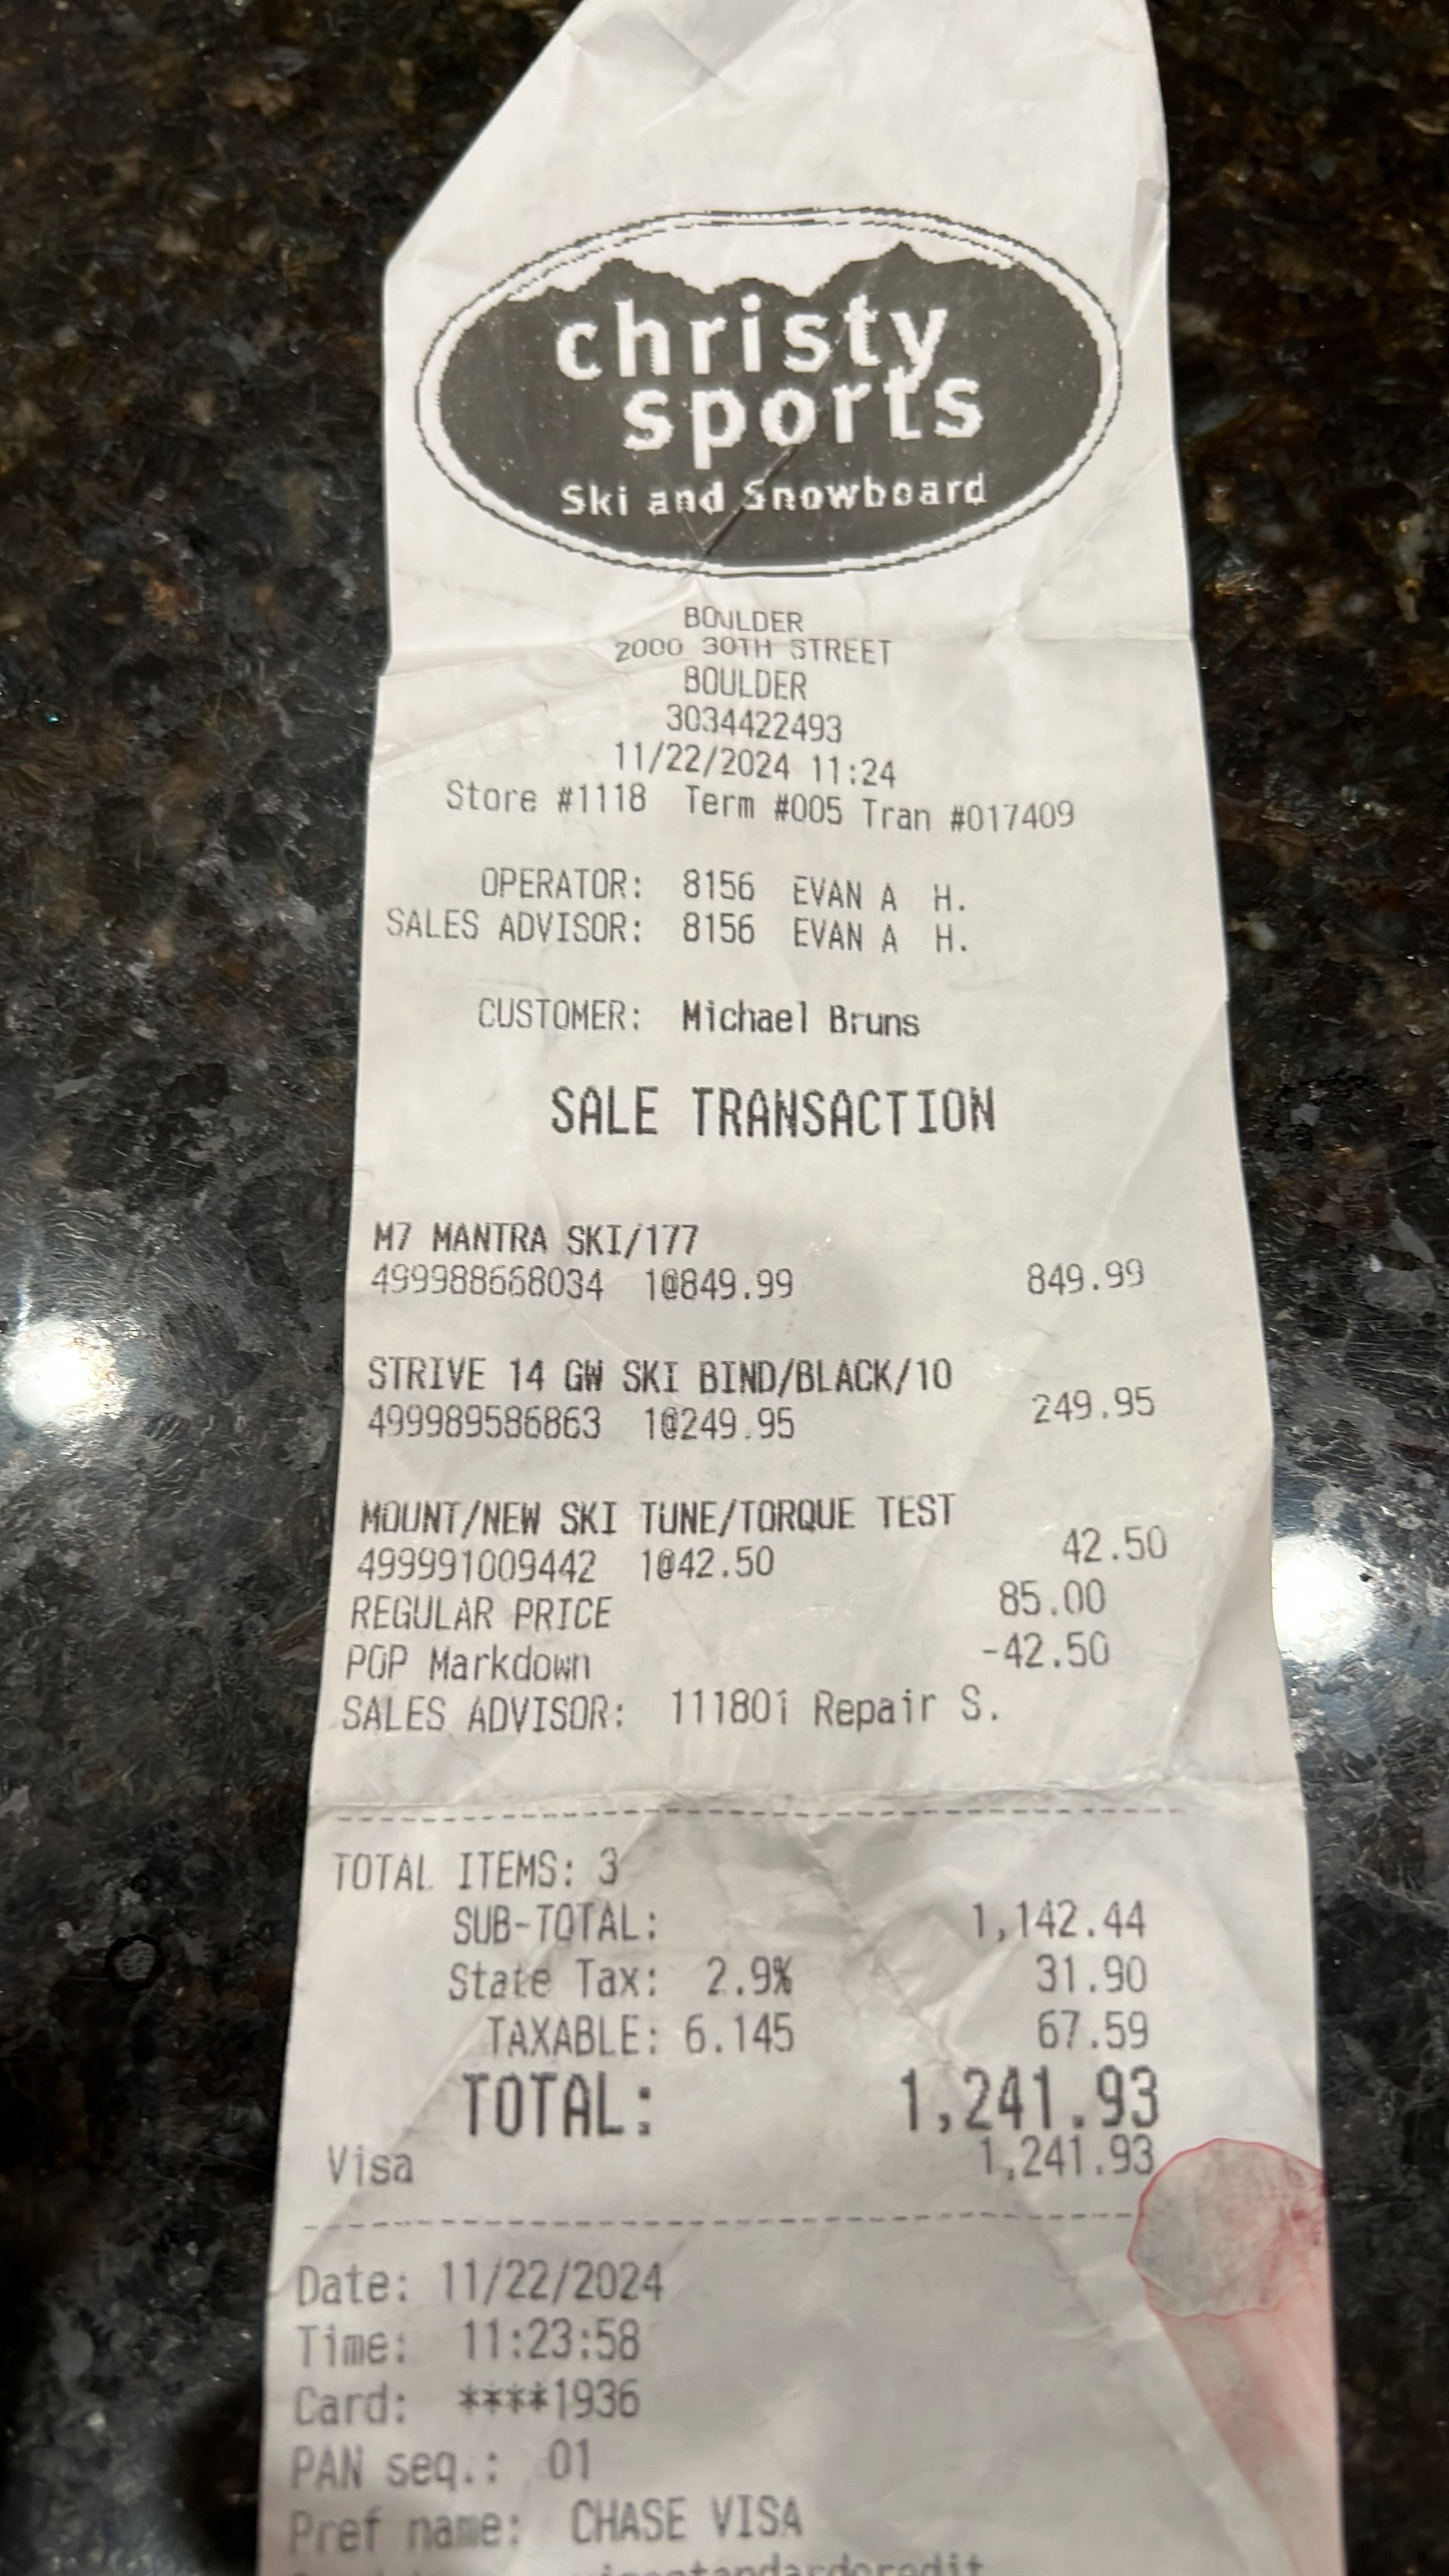 christy
sports
Ski and Snowboard
BOULDER
2000 30TH STREET
BOULDER
3034422493
11/22/2024 11:24
Store #1118 Term #005 Tran #017409
OPERATOR: 8156 EVAN A H.
SALES ADVISOR: 8156 EVAN A H.
CUSTOMER: Michael Bruns
SALE TRANSACTION
M7 MANTRA SKI/177
499988668034 1@849.99 849.99
STRIVE 14 GW SKI BIND/BLACK/10
499989586863 1@249.95 249.95
MOUNT/NEW SKI TUNE/TORQUE TEST
499991009442 1@42.50 42.50
REGULAR PRICE 85.00
POP Markdown -42.50
SALES ADVISOR: 111801 Repair S.
TOTAL ITEMS: 3
SUB-TOTAL: 1,142.44
State Tax: 2.9% 31.90
TAXABLE: 6.145 67.59
TOTAL: 1,241.93
Visa 1,241.93
Date: 11/22/2024
Time: 11:23:58
Card: ****1936
PAN seq.: 01
Pref name: CHASE VISA